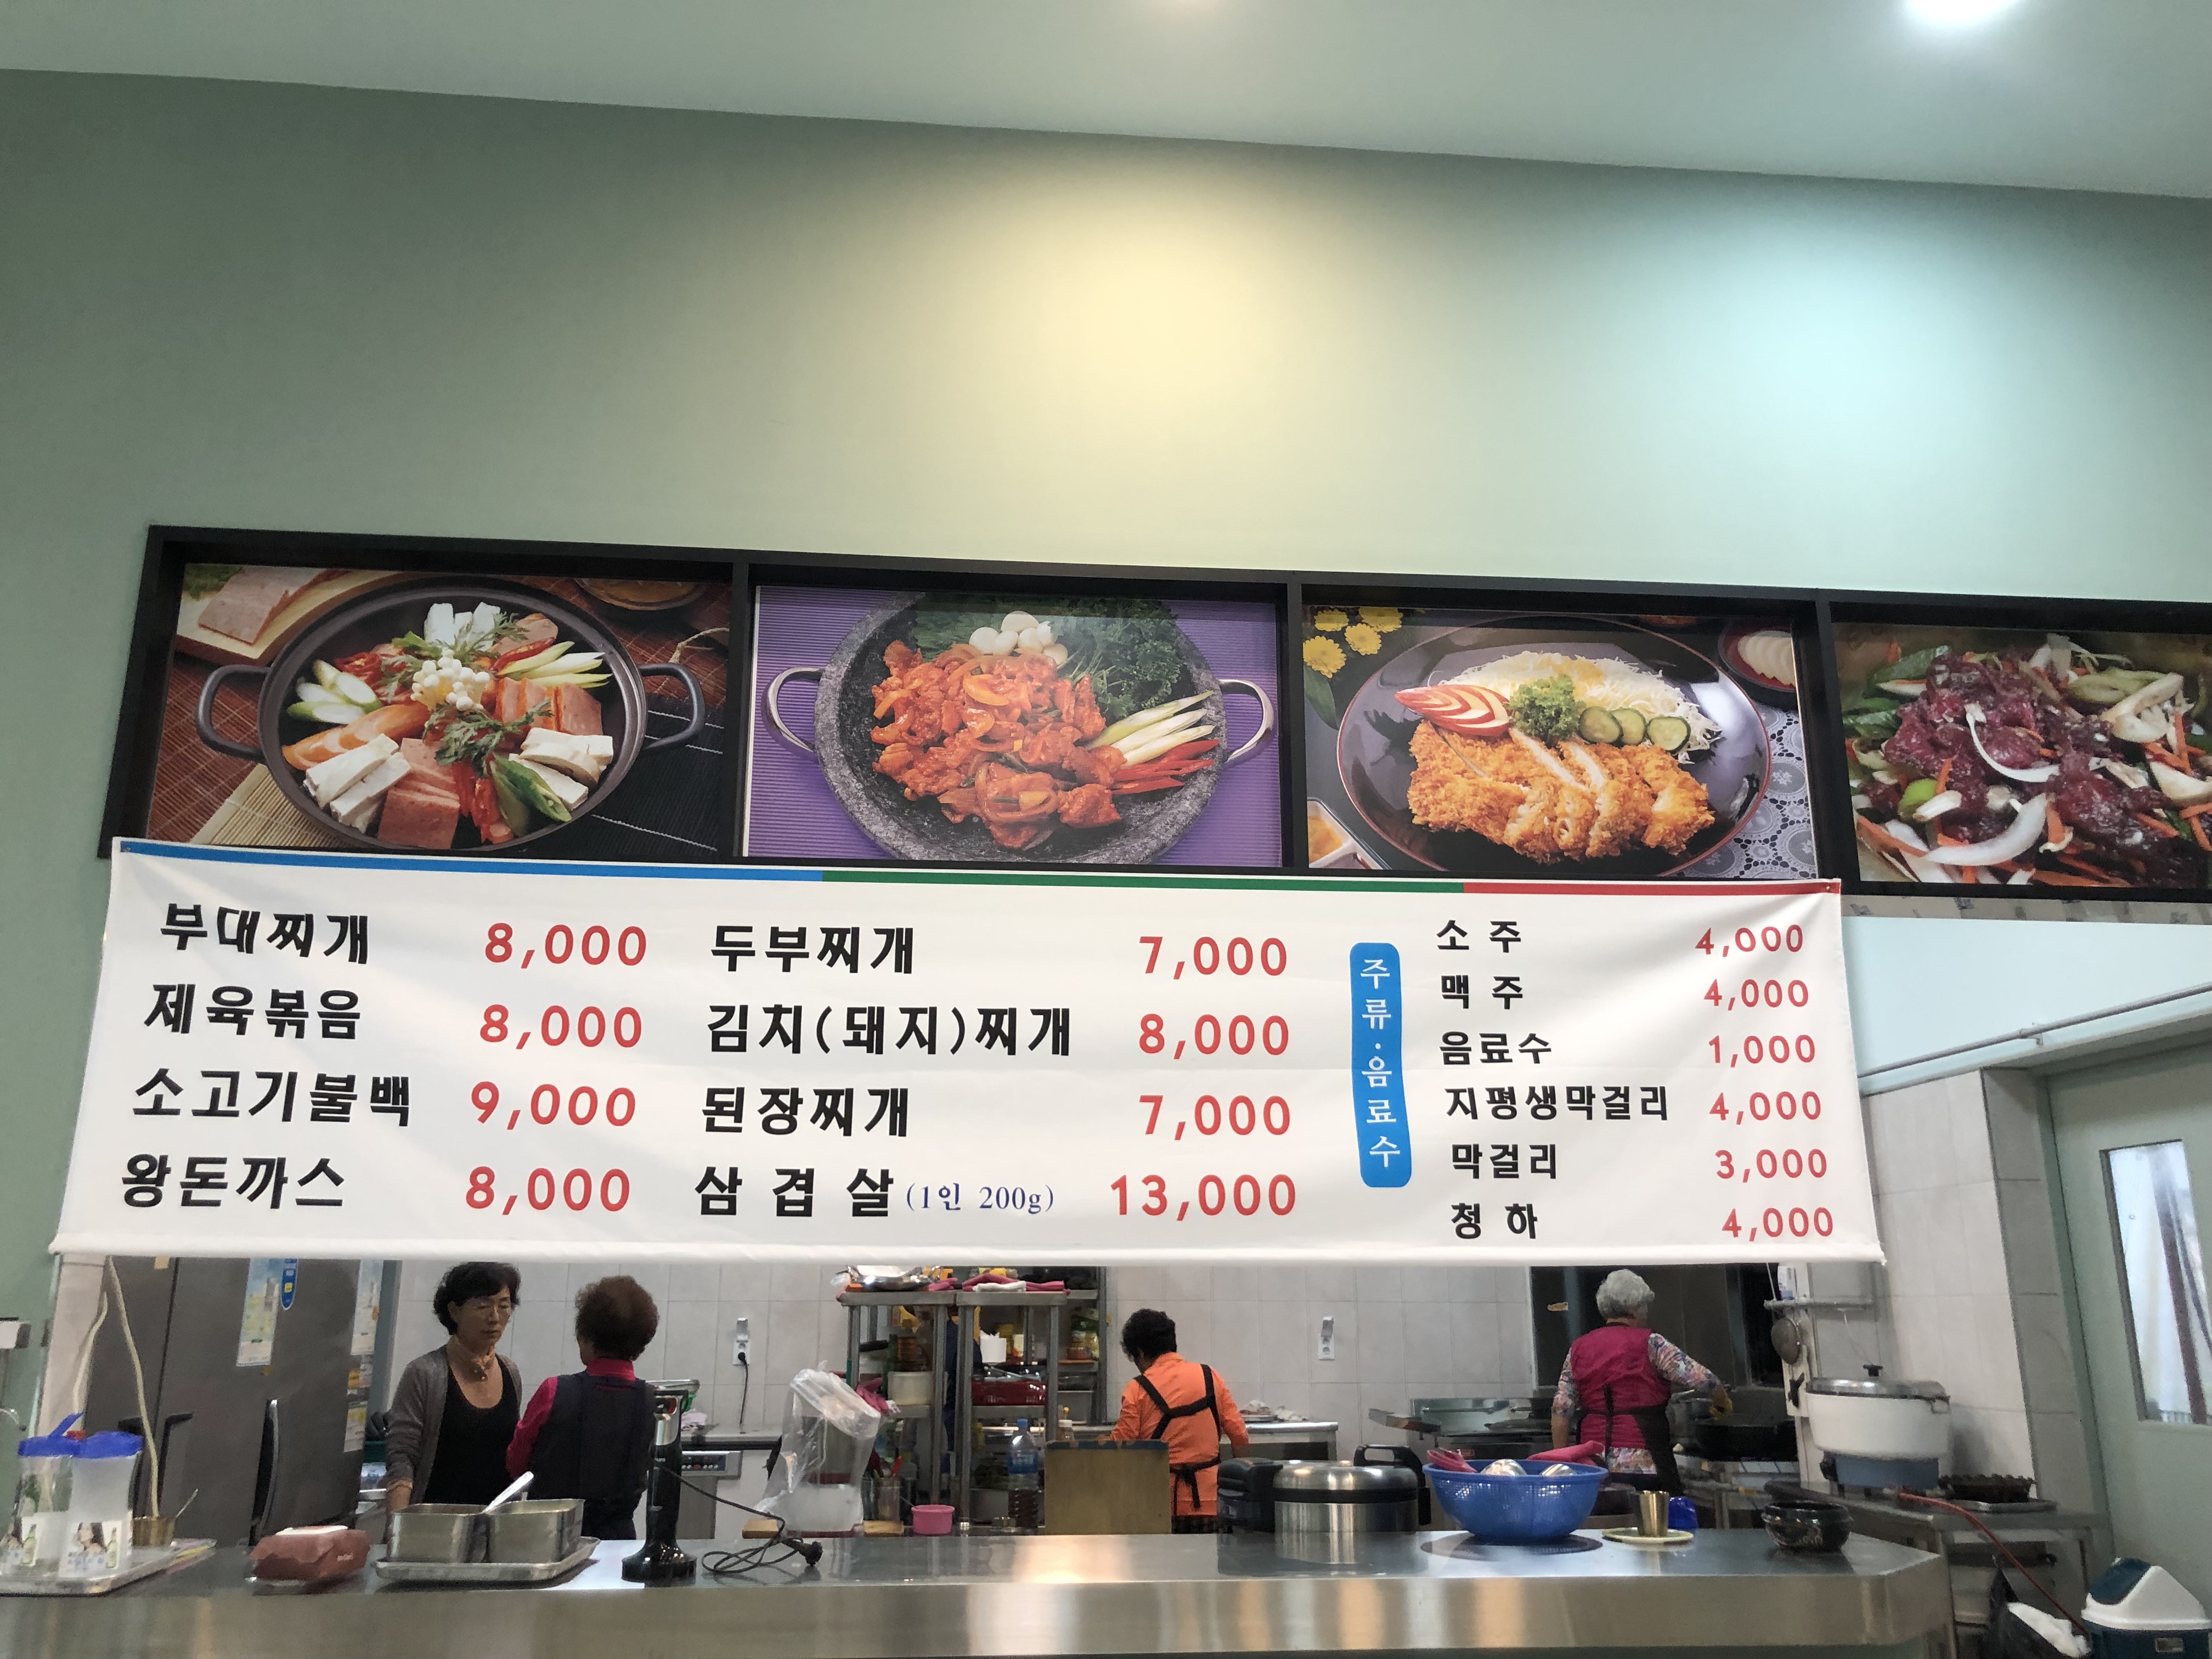 부대찌개 8,000
제육볶음 8,000
소고기불백 9,000
왕돈까스 8,000
두부찌개 7,000
김치(돼지)찌개 8,000
된장찌개 7,000
삼겹살 (1인 200g) 13,000
주류·음료수
소주 4,000
맥주 4,000
음료수 1,000
지평생막걸리 4,000
막걸리 3,000
청하 4,000